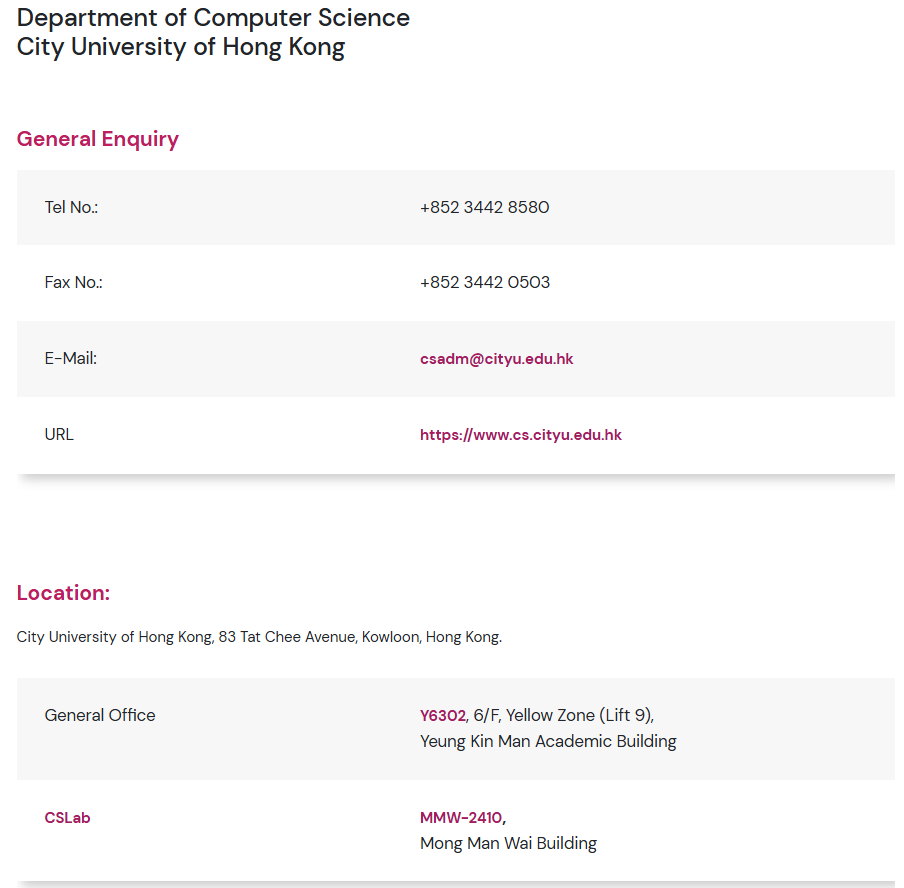 Department of Computer Science
City University of Hong Kong
General Enquiry
Tel No.: +852 3442 8580
Fax No.: +852 3442 0503
E-Mail: csadm@cityu.edu.hk
URL https://www.cs.cityu.edu.hk
Location:
City University of Hong Kong, 83 Tat Chee Avenue, Kowloon, Hong Kong.
General Office Y6302, 6/F, Yellow Zone (Lift 9),
Yeung Kin Man Academic Building
CSLab MMW-2410,
Mong Man Wai Building